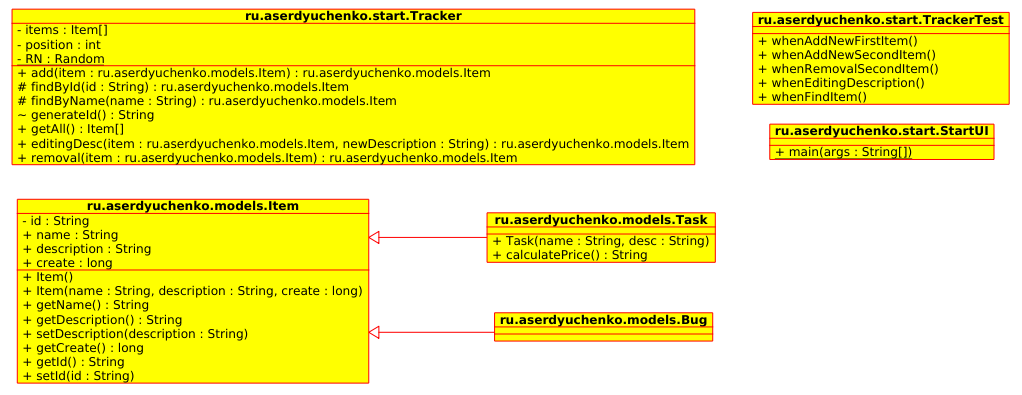 ru.aserdyuchenko.start.Tracker
- items : Item[]
- position : int
- RN : Random
+ add(item : ru.aserdyuchenko.models.Item) : ru.aserdyuchenko.models.Item
# findById(id : String) : ru.aserdyuchenko.models.Item
# findByName(name : String) : ru.aserdyuchenko.models.Item
~ generateId() : String
+ getAll() : Item[]
+ editingDesc(item : ru.aserdyuchenko.models.Item, newDescription : String) : ru.aserdyuchenko.models.Item
+ removal(item : ru.aserdyuchenko.models.Item) : ru.aserdyuchenko.models.Item
ru.aserdyuchenko.start.TrackerTest
+ whenAddNewFirstItem()
+ whenAddNewSecondItem()
+ whenRemovalSecondItem()
+ whenEditingDescription()
+ whenFindItem()
ru.aserdyuchenko.start.StartUI
+ main(args : String[])
ru.aserdyuchenko.models.Item
- id : String
+ name : String
+ description : String
+ create : long
+ Item()
+ Item(name : String, description : String, create : long)
+ getName() : String
+ getDescription() : String
+ setDescription(description : String)
+ getCreate() : long
+ getId() : String
+ setId(id : String)
ru.aserdyuchenko.models.Task
+ Task(name : String, desc : String)
+ calculatePrice() : String
ru.aserdyuchenko.models.Bug